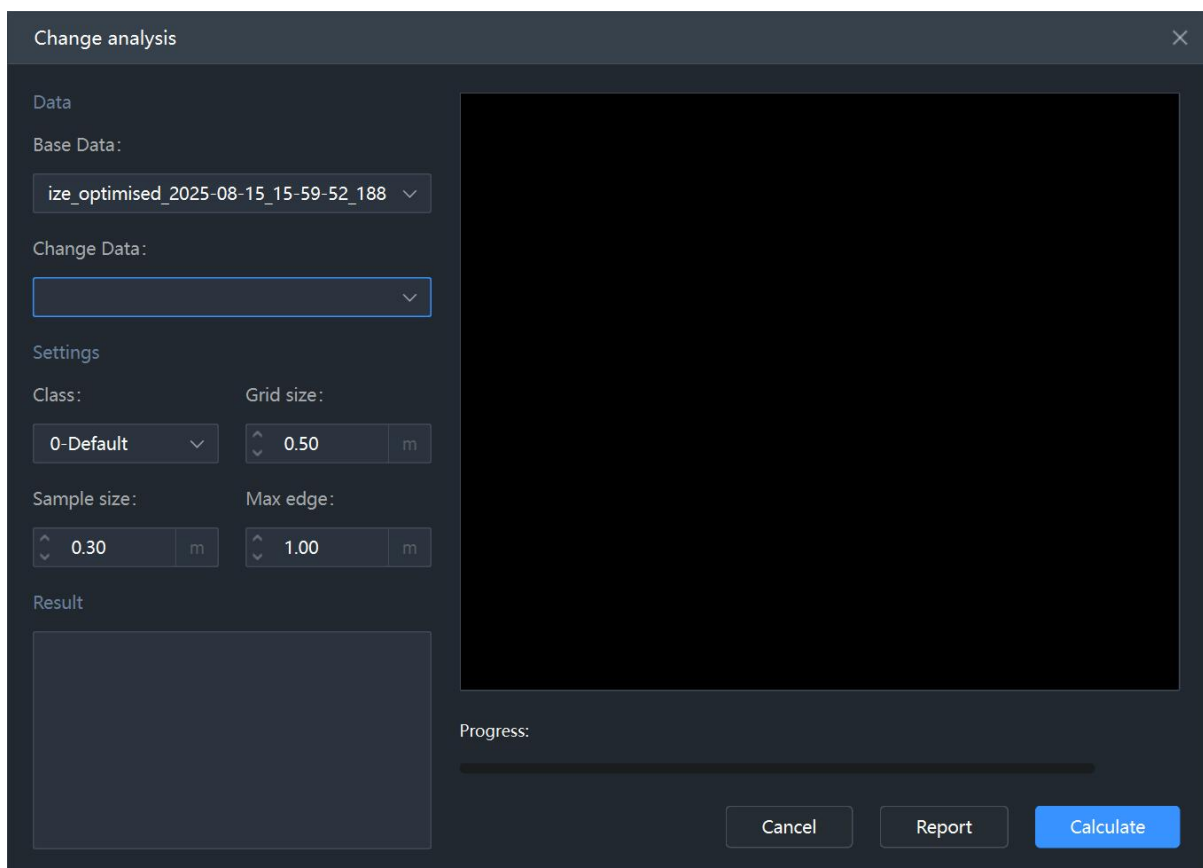 Change analysis
Data
Base Data:
ize_optimised_2025-08-15_15-59-52_188
Change Data:
Settings
Class: Grid size:
0-Default 0.50 m
Sample size: Max edge:
0.30 m 1.00 m
Result
Progress:
Cancel Report Calculate